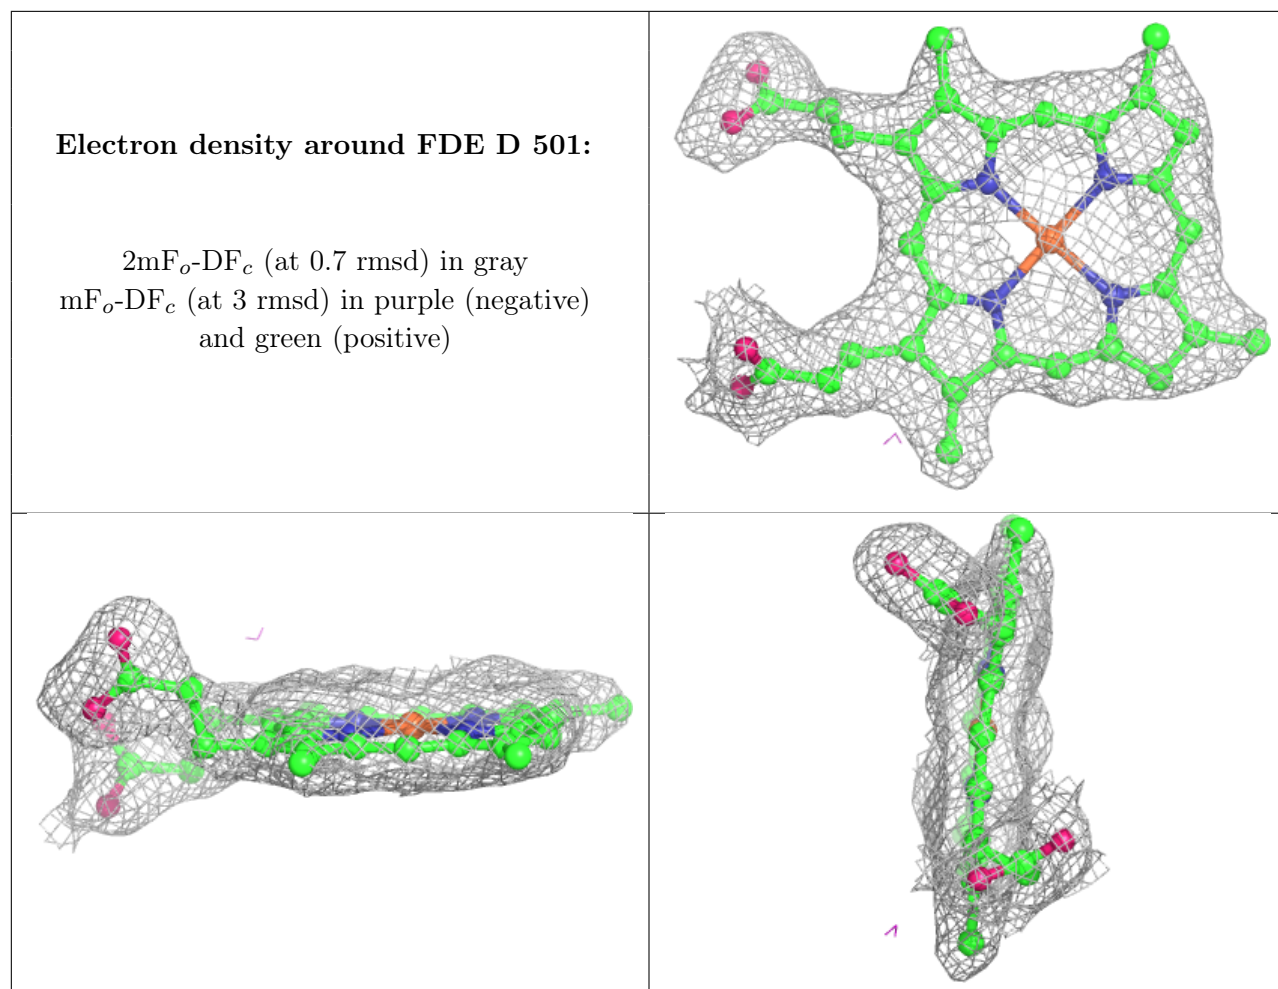 Electron density around FDE D 501:
2mFo-DFc (at 0.7 rmsd) in gray
mFo-DFc (at 3 rmsd) in purple (negative)
and green (positive)